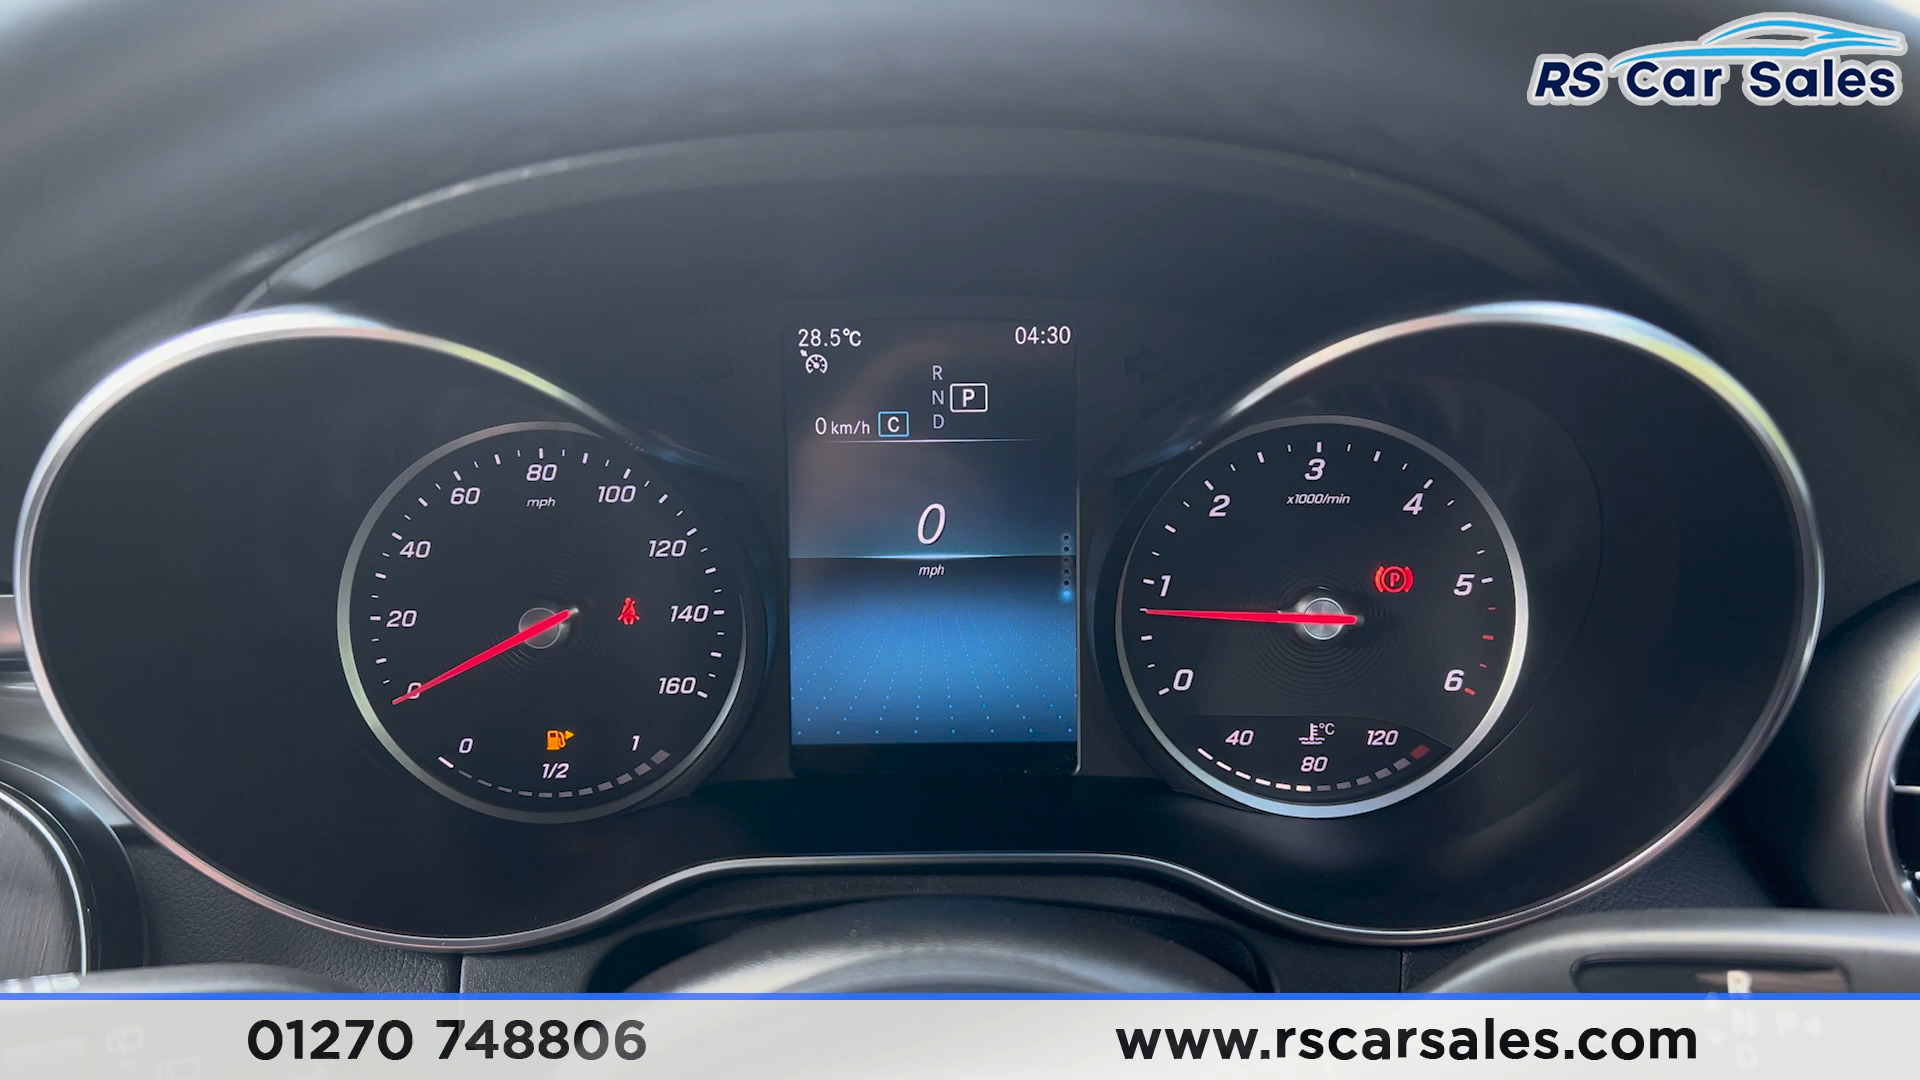 RS Car Sales
28.5°C 04:30
R
N P
D
0 km/h C
0
mph
0 20 40 60 80 100 120 140 160
mph
0 1/2 1
0 1 2 3 4 5 6
x1000/min
P
40 80 120
°C
01270 748806 www.rscarsales.com